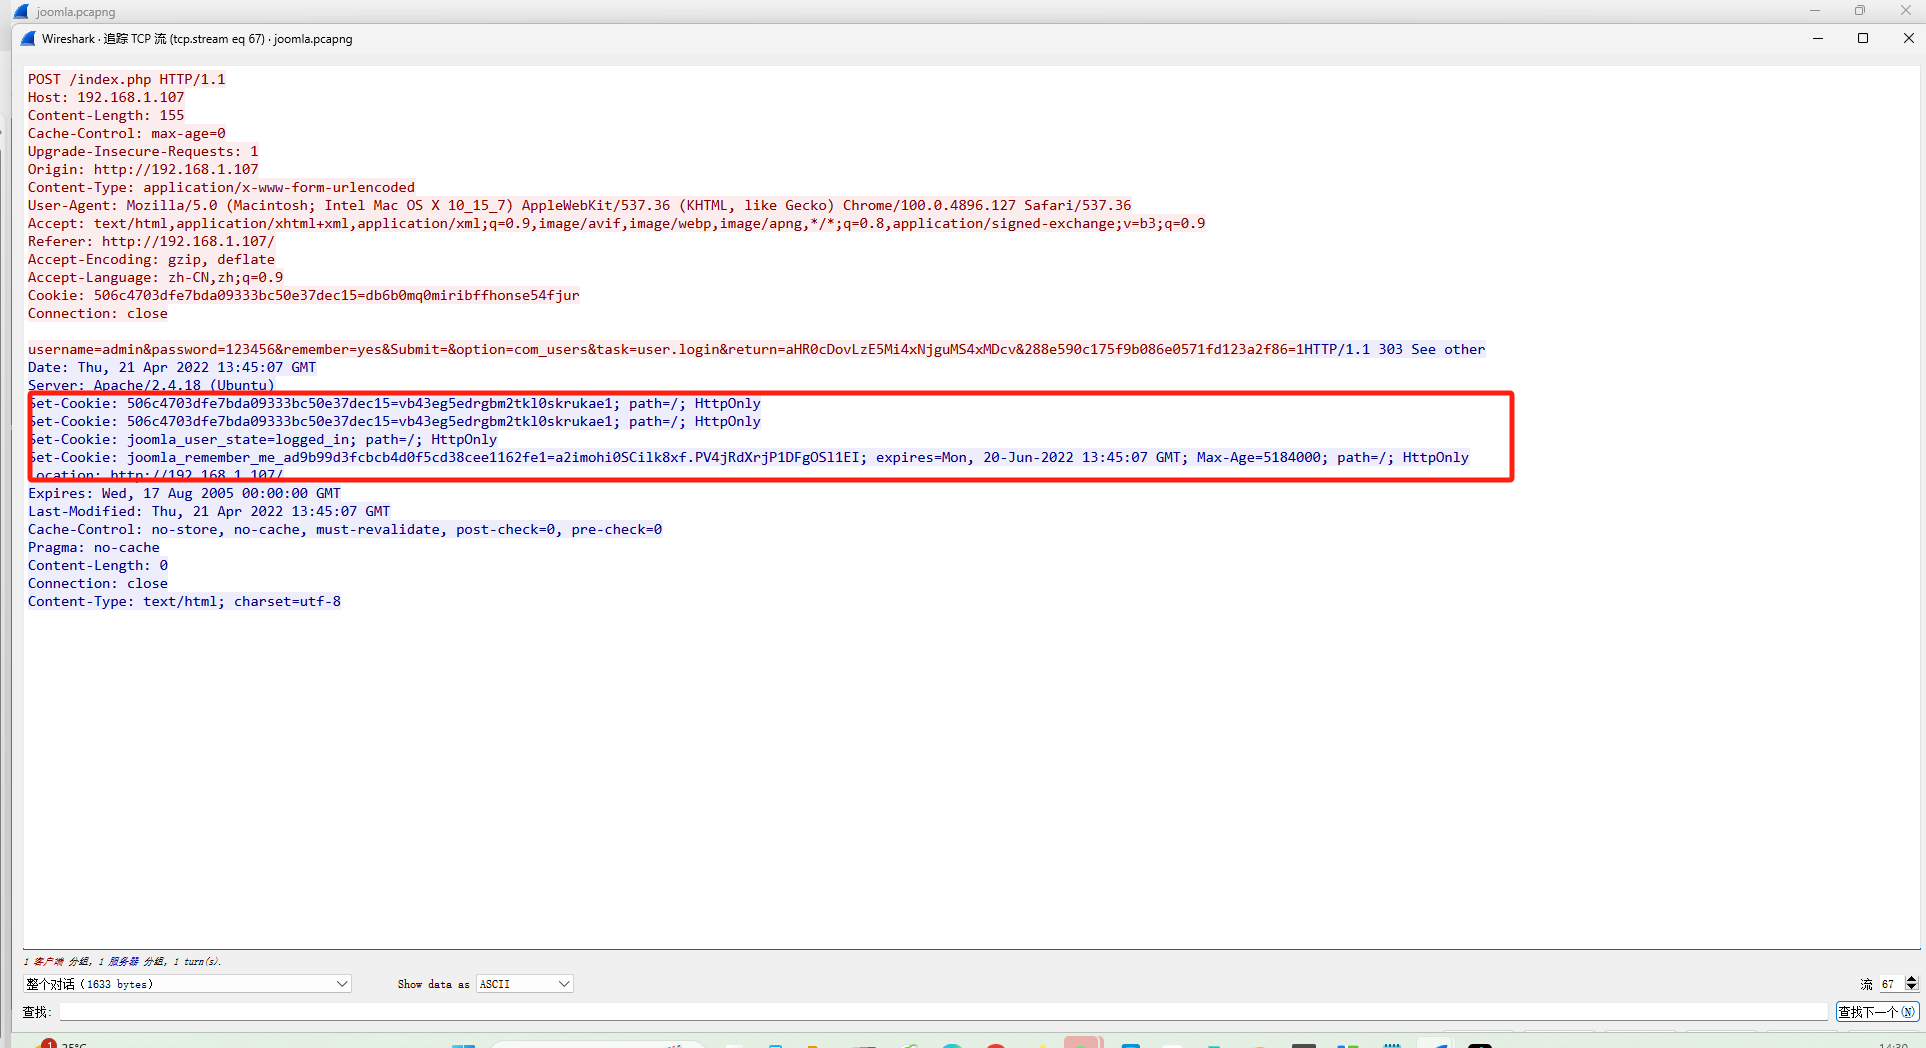 joomla.pcapng
Wireshark · 追踪 TCP 流 (tcp.stream eq 67) · joomla.pcapng
POST /index.php HTTP/1.1
Host: 192.168.1.107
Content-Length: 155
Cache-Control: max-age=0
Upgrade-Insecure-Requests: 1
Origin: http://192.168.1.107
Content-Type: application/x-www-form-urlencoded
User-Agent: Mozilla/5.0 (Macintosh; Intel Mac OS X 10_15_7) AppleWebKit/537.36 (KHTML, like Gecko) Chrome/100.0.4896.127 Safari/537.36
Accept: text/html,application/xhtml+xml,application/xml;q=0.9,image/avif,image/webp,image/apng,*/*;q=0.8,application/signed-exchange;v=b3;q=0.9
Referer: http://192.168.1.107/
Accept-Encoding: gzip, deflate
Accept-Language: zh-CN,zh;q=0.9
Cookie: 506c4703dfe7bda09333bc50e37dec15=db6b0mq0miribffhonse54fjur
Connection: close
username=admin&password=123456&remember=yes&Submit=&option=com_users&task=user.login&return=aHR0cDovLzE5Mi4xNjguMS4xMDcv&288e590c175f9b086e0571fd123a2f86=1HTTP/1.1 303 See other
Date: Thu, 21 Apr 2022 13:45:07 GMT
Server: Apache/2.4.18 (Ubuntu)
Set-Cookie: 506c4703dfe7bda09333bc50e37dec15=vb43eg5edrgbm2tkl0skrukae1; path=/; HttpOnly
Set-Cookie: 506c4703dfe7bda09333bc50e37dec15=vb43eg5edrgbm2tkl0skrukae1; path=/; HttpOnly
Set-Cookie: joomla_user_state=logged_in; path=/; HttpOnly
Set-Cookie: joomla_remember_me_ad9b99d3fcbcb4d0f5cd38cee1162fe1=a2imohi0SCilk8xf.PV4jRdXrjP1DFgOSl1EI; expires=Mon, 20-Jun-2022 13:45:07 GMT; Max-Age=5184000; path=/; HttpOnly
Location: http://192.168.1.107/
Expires: Wed, 17 Aug 2005 00:00:00 GMT
Last-Modified: Thu, 21 Apr 2022 13:45:07 GMT
Cache-Control: no-store, no-cache, must-revalidate, post-check=0, pre-check=0
Pragma: no-cache
Content-Length: 0
Connection: close
Content-Type: text/html; charset=utf-8
1 客户端 分组, 1 服务器 分组, 1 turn(s).
整个对话 (1633 bytes)
Show data as ASCII
流 67
查找:
查找下一个(N)
1
25°C
14:30